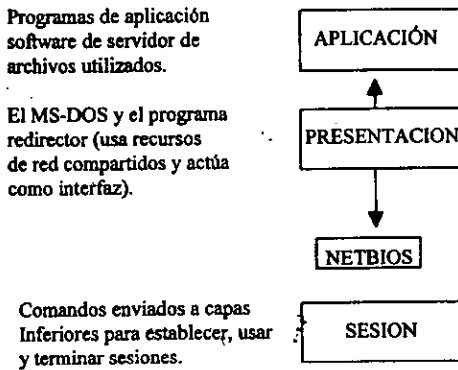 Programas de aplicación
software de servidor de
archivos utilizados.
APLICACIÓN
El MS-DOS y el programa
redirector (usa recursos
de red compartidos y actúa
como interfaz).
PRESENTACION
NETBIOS
Comandos enviados a capas
Inferiores para establecer, usar
y terminar sesiones.
SESION